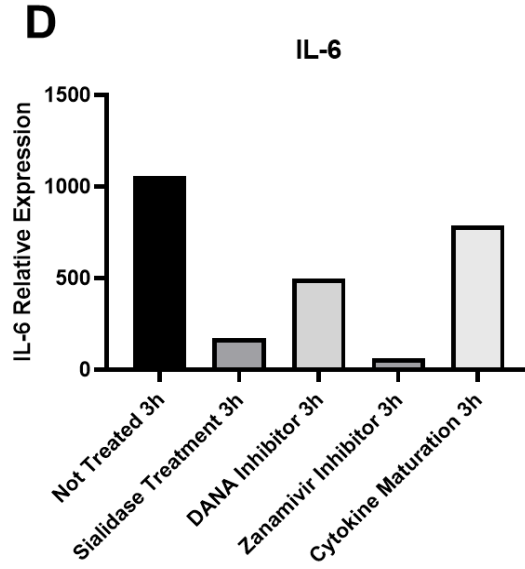 D
IL-6
IL-6 Relative Expression
1500
1000
500
0
Not Treated 3h
Sialidase Treatment 3h
DANA Inhibitor 3h
Zanamivir Inhibitor 3h
Cytokine Maturation 3h